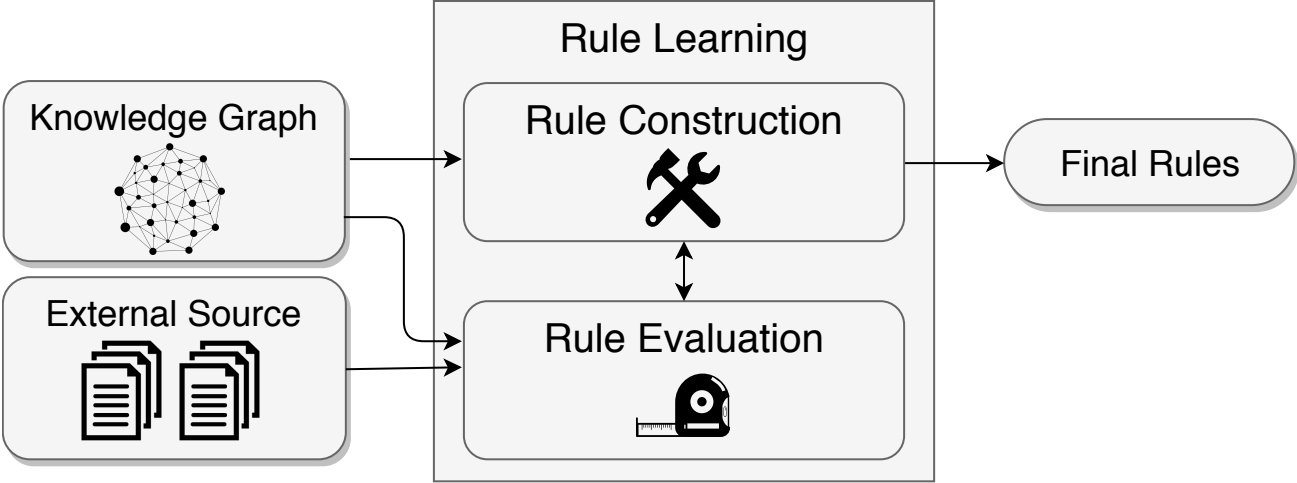 Rule Learning
Knowledge Graph
Rule Construction
Final Rules
External Source
Rule Evaluation